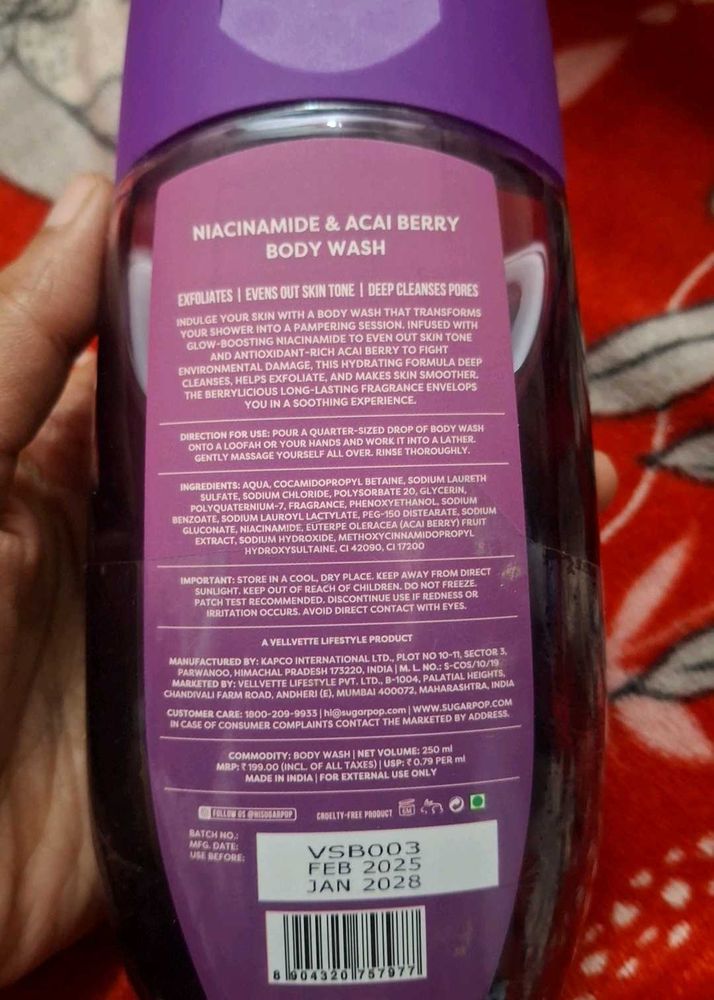 NIACINAMIDE & ACAI BERRY
BODY WASH
EXFOLIATES | EVENS OUT SKIN TONE | DEEP CLEANSES PORES
INDULGE YOUR SKIN WITH A BODY WASH THAT TRANSFORMS
YOUR SHOWER INTO A PAMPERING SESSION. INFUSED WITH
GLOW-BOOSTING NIACINAMIDE TO EVEN OUT SKIN TONE
AND ANTIOXIDANT-RICH ACAI BERRY TO FIGHT
ENVIRONMENTAL DAMAGE, THIS HYDRATING FORMULA DEEP
CLEANSES, HELPS EXFOLIATE, AND MAKES SKIN SMOOTHER.
THE BERRYLICIOUS LONG-LASTING FRAGRANCE ENVELOPS
YOU IN A SOOTHING EXPERIENCE.
DIRECTION FOR USE: POUR A QUARTER-SIZED DROP OF BODY WASH
ONTO A LOOFAH OR YOUR HANDS AND WORK IT INTO A LATHER.
GENTLY MASSAGE YOURSELF ALL OVER. RINSE THOROUGHLY.
INGREDIENTS: AQUA, COCAMIDOPROPYL BETAINE, SODIUM LAURETH
SULFATE, SODIUM CHLORIDE, POLYSORBATE 20, GLYCERIN,
POLYQUATERNIUM-7, FRAGRANCE, PHENOXYETHANOL, SODIUM
BENZOATE, SODIUM LAUROYL LACTYLATE, PEG-150 DISTEARATE, SODIUM
GLUCONATE, NIACINAMIDE, EUTERPE OLERACEA (ACAI BERRY) FRUIT
EXTRACT, SODIUM HYDROXIDE, METHOXYCINNAMIDOPROPYL
HYDROXYSULTAINE, CI 42090, CI 17200
IMPORTANT: STORE IN A COOL, DRY PLACE. KEEP AWAY FROM DIRECT
SUNLIGHT. KEEP OUT OF REACH OF CHILDREN. DO NOT FREEZE.
PATCH TEST RECOMMENDED. DISCONTINUE USE IF REDNESS OR
IRRITATION OCCURS. AVOID DIRECT CONTACT WITH EYES.
A VELLVETTE LIFESTYLE PRODUCT
MANUFACTURED BY: KAPCO INTERNATIONAL LTD., PLOT NO 10-11, SECTOR 3,
PARWANOO, HIMACHAL PRADESH 173220, INDIA | M. L. NO.: S-COS/10/19
MARKETED BY: VELLVETTE LIFESTYLE PVT. LTD., B-1004, PALATIAL HEIGHTS,
CHANDIVALI FARM ROAD, ANDHERI (E), MUMBAI 400072, MAHARASHTRA, INDIA
CUSTOMER CARE: 1800-209-9933 | hi@sugarpop.com | WWW.SUGARPOP.COM
IN CASE OF CONSUMER COMPLAINTS CONTACT THE MARKETED BY ADDRESS.
COMMODITY: BODY WASH | NET VOLUME: 250 ml
MRP: ₹ 199.00 (INCL. OF ALL TAXES) | USP: ₹ 0.79 PER ml
MADE IN INDIA | FOR EXTERNAL USE ONLY
FOLLOW US @HISUGARPOP CRUELTY-FREE PRODUCT
BATCH NO.: VSB003
MFG. DATE: FEB 2025
USE BEFORE: JAN 2028
8 904320 757977